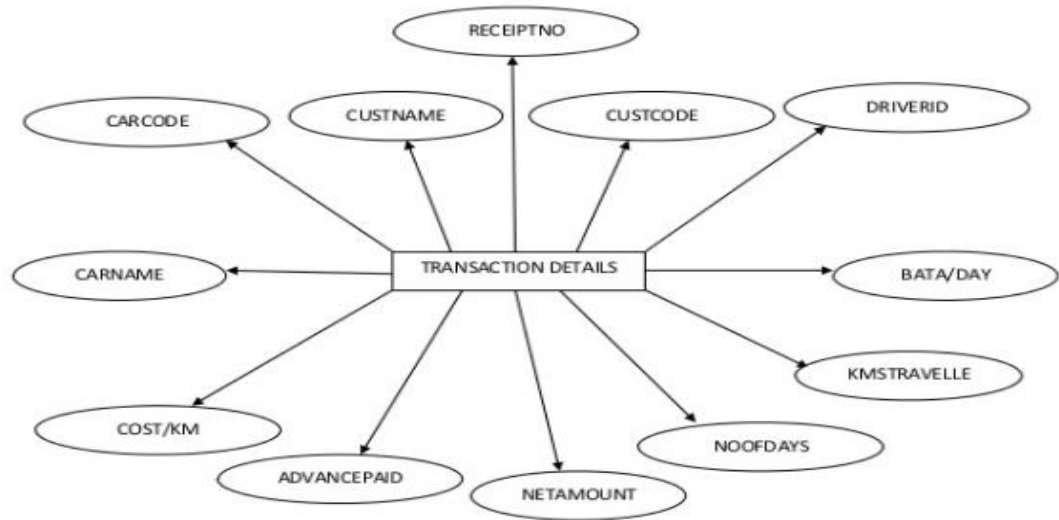 RECEIPTNO
CARCODE
CUSTNAME
CUSTCODE
DRIVERID
CARNAME
TRANSACTION DETAILS
BATA/DAY
KMSTRAVELLE
COST/KM
NOOFDAYS
ADVANCEPAID
NETAMOUNT